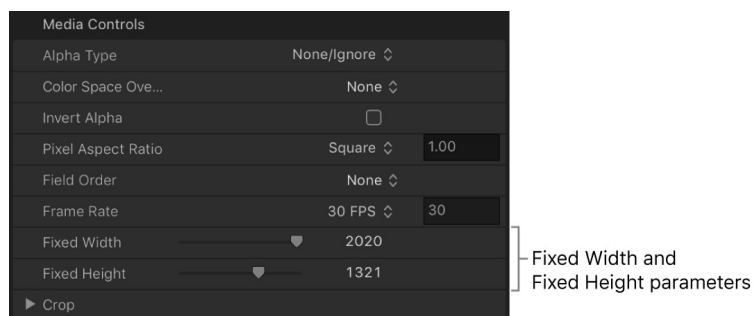 Media Controls
Alpha Type None/Ignore
Color Space Ove... None
Invert Alpha
Pixel Aspect Ratio Square 1.00
Field Order None
Frame Rate 30 FPS 30
Fixed Width 2020
Fixed Height 1321
Crop
Fixed Width and
Fixed Height parameters